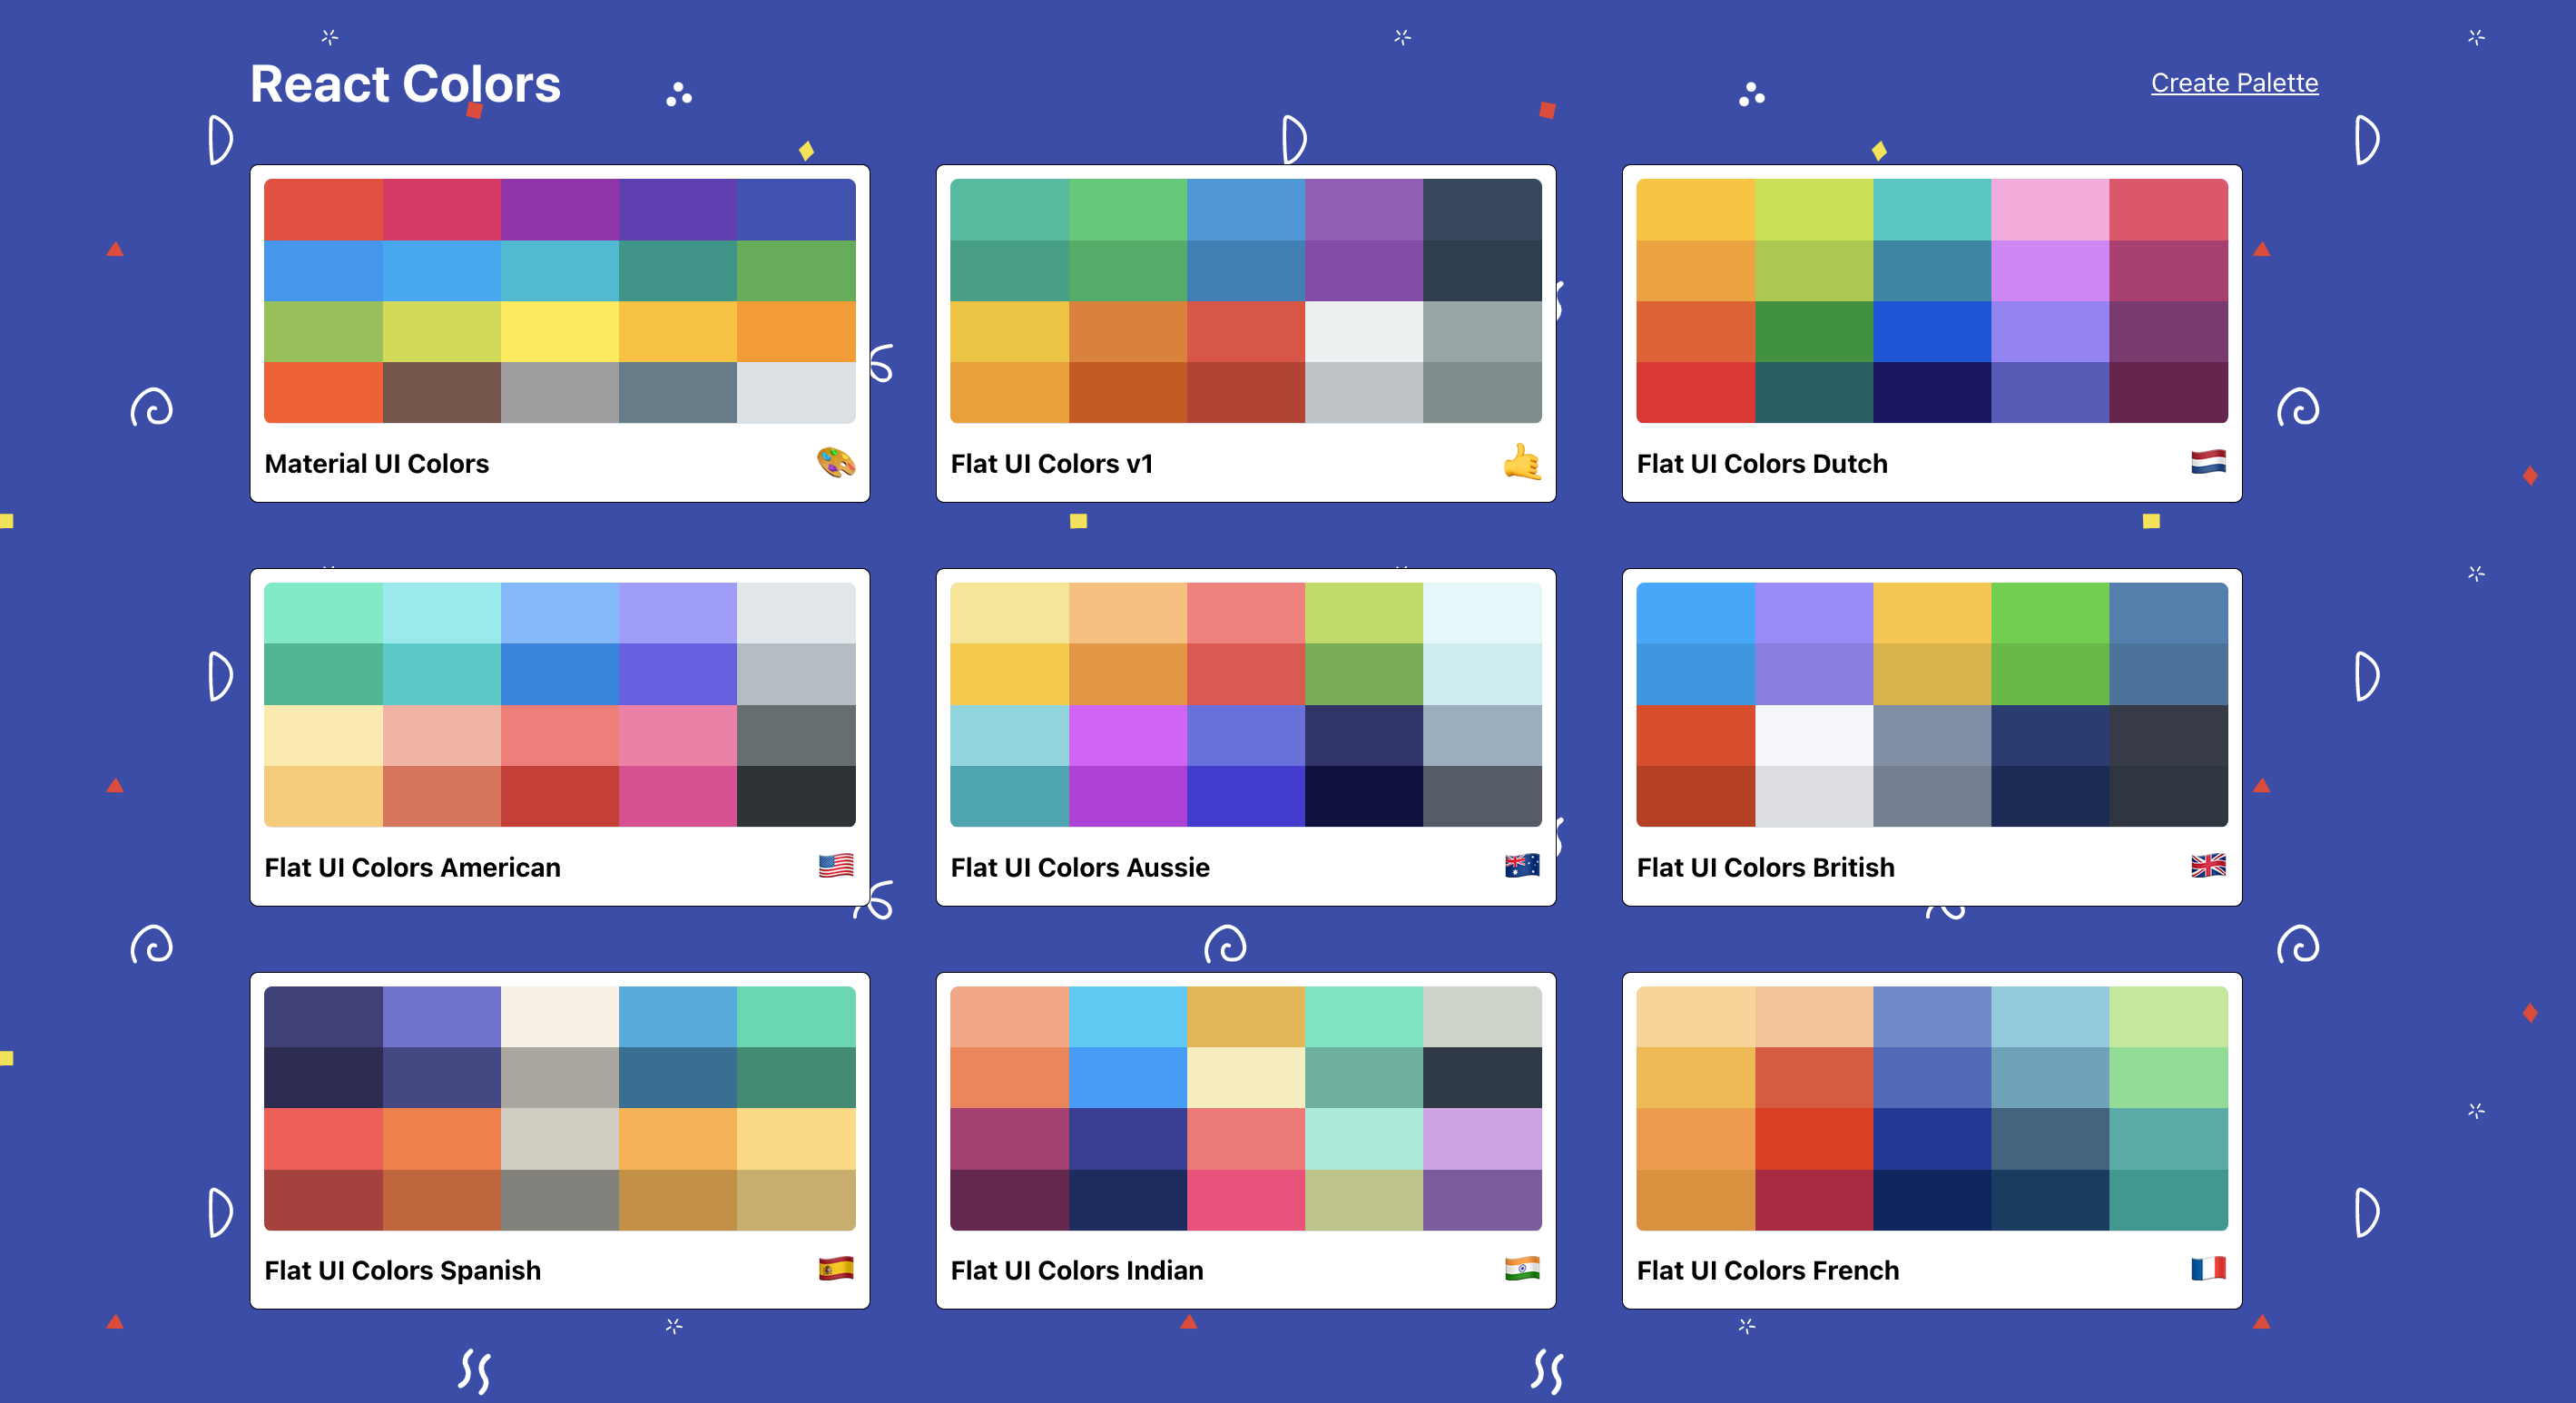 React Colors
Create Palette
Material UI Colors
Flat UI Colors v1
Flat UI Colors Dutch
Flat UI Colors American
Flat UI Colors Aussie
Flat UI Colors British
Flat UI Colors Spanish
Flat UI Colors Indian
Flat UI Colors French